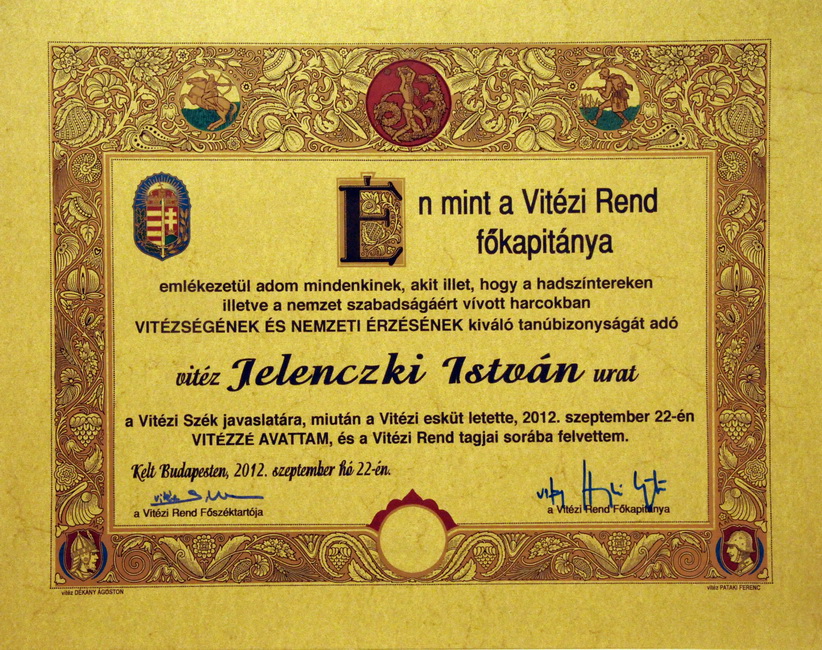 Én mint a Vitézi Rend
főkapitánya
emlékezetül adom mindenkinek, akit illet, hogy a hadszíntereken
illetve a nemzet szabadságáért vívott harcokban
VITÉZSÉGÉNEK ÉS NEMZETI ÉRZÉSÉNEK kiváló tanúbizonyságát adó
vitéz Jelenczki István urat
a Vitézi Szék javaslatára, miután a Vitézi esküt letette, 2012. szeptember 22-én
VITÉZZÉ AVATTAM, és a Vitézi Rend tagjai sorába felvettem.
Kelt Budapesten, 2012. szeptember hó 22-én.
a Vitézi Rend Főszéktartója
a Vitézi Rend Főkapitánya
vitéz DÉKÁNY ÁGOSTON
vitéz PATAKI FERENC